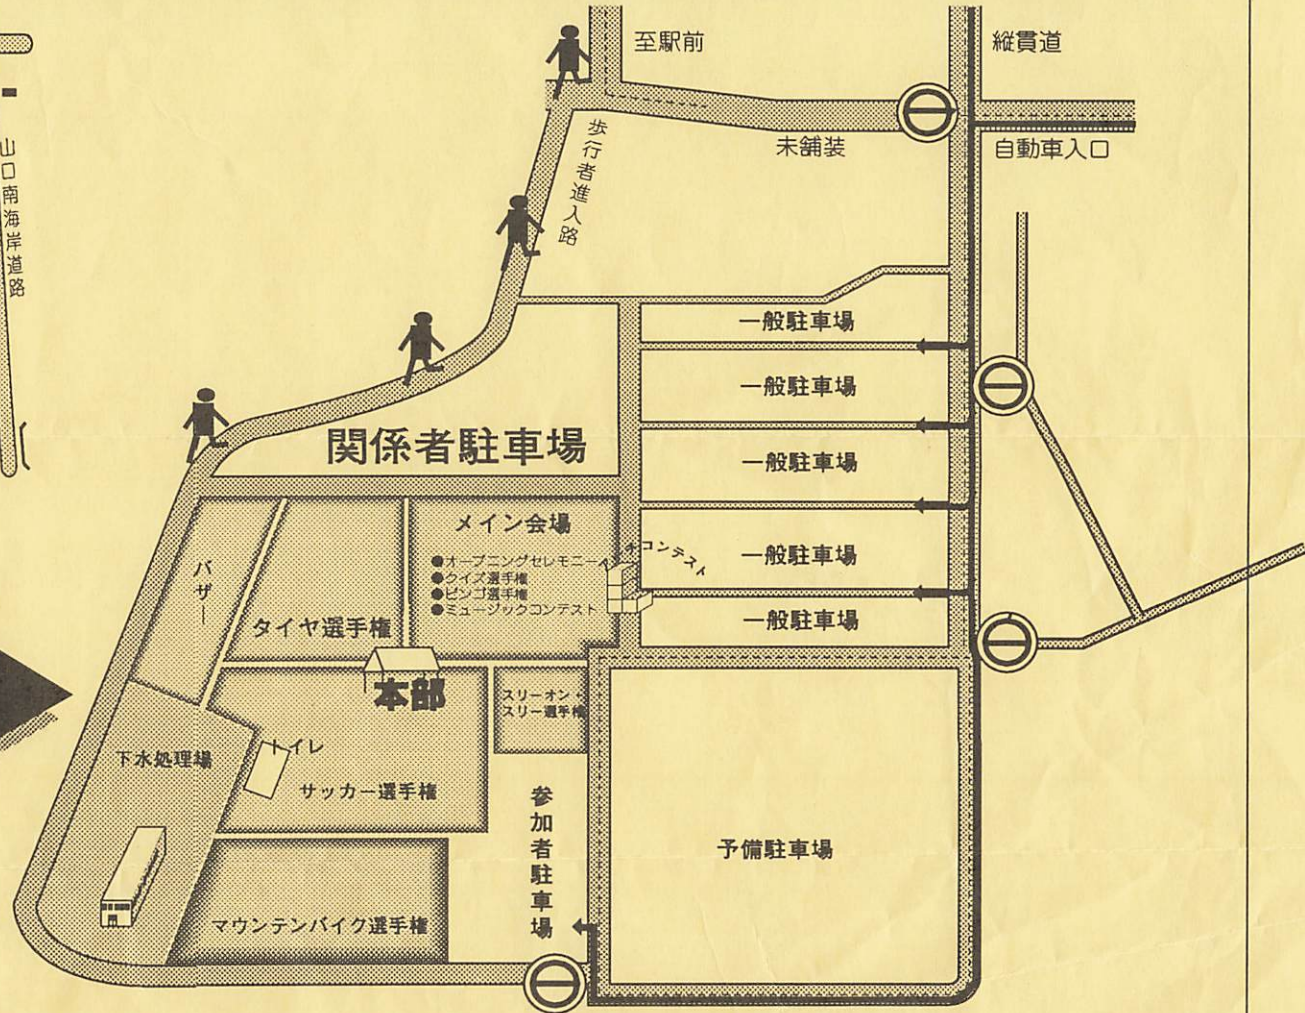 至駅前
縦貫道
未舗装
自動車入口
山口南海岸道路
歩行者進入路
一般駐車場
一般駐車場
関係者駐車場
一般駐車場
メイン会場
●オープニングセレモニー
●クイズ選手権
●ビンゴ選手権
●ミュージックコンテスト
コンテスト
一般駐車場
一般駐車場
バザー
タイヤ選手権
本部
スリーオン・
スリー選手権
トイレ
下水処理場
サッカー選手権
参加者駐車場
予備駐車場
マウンテンバイク選手権